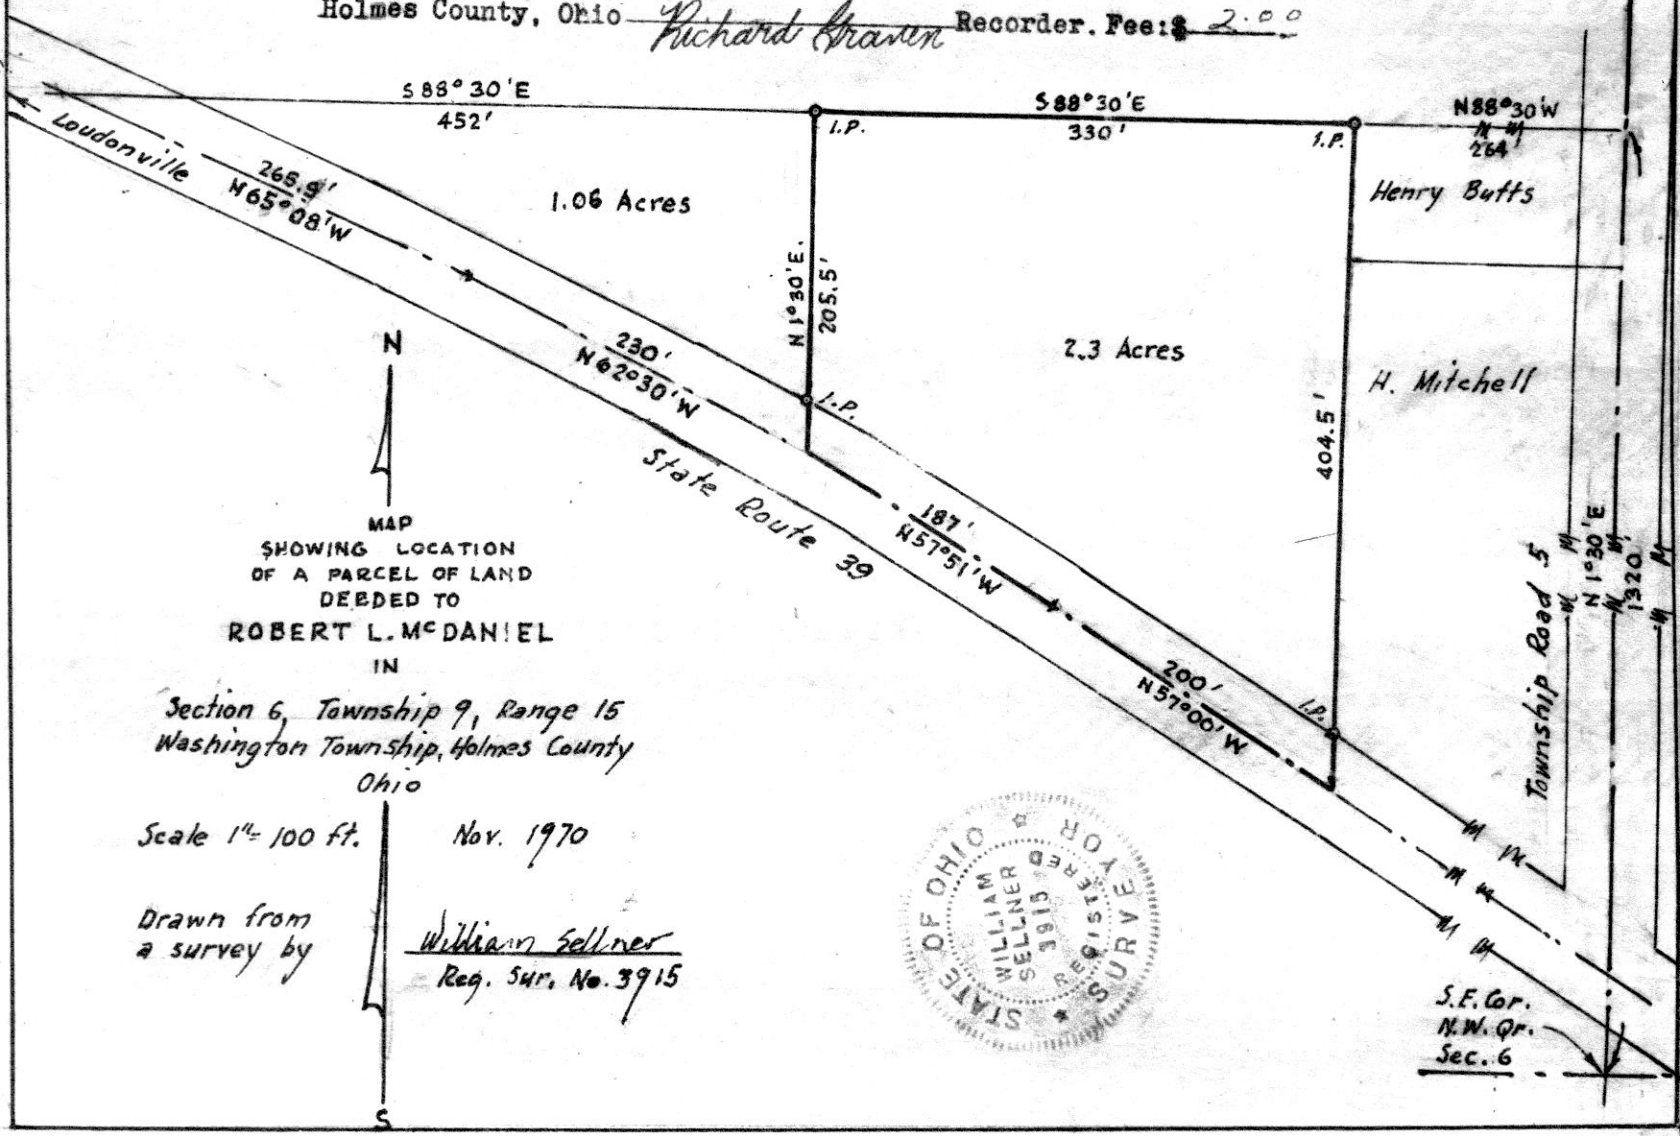 Holmes County, Ohio Richard Graven Recorder. Fee:$ 2.00
S 88° 30' E
452'
S 88° 30' E
330'
N 88° 30' W
264'
I.P.
I.P.
Loudonville
265.9'
N 65° 08' W
1.06 Acres
Henry Butts
N 1° 30' E.
205.5'
230'
N 62° 30' W
2.3 Acres
H. Mitchell
I.P.
404.5'
State Route 39
187'
N 57° 51' W
200'
N 57° 00' W
I.P.
Township Road 5
N 1° 30' E
1320'
N
MAP
SHOWING LOCATION
OF A PARCEL OF LAND
DEEDED TO
ROBERT L. McDANIEL
IN
Section 6, Township 9, Range 15
Washington Township, Holmes County
Ohio
Scale 1" = 100 ft.
Nov. 1970
Drawn from
a survey by
William Sellner
Reg. Sur. No. 3915
S
STATE OF OHIO
REGISTERED
SURVEYOR
WILLIAM
SELLNER
3915
S.E. Cor.
N.W. Qr.
Sec. 6